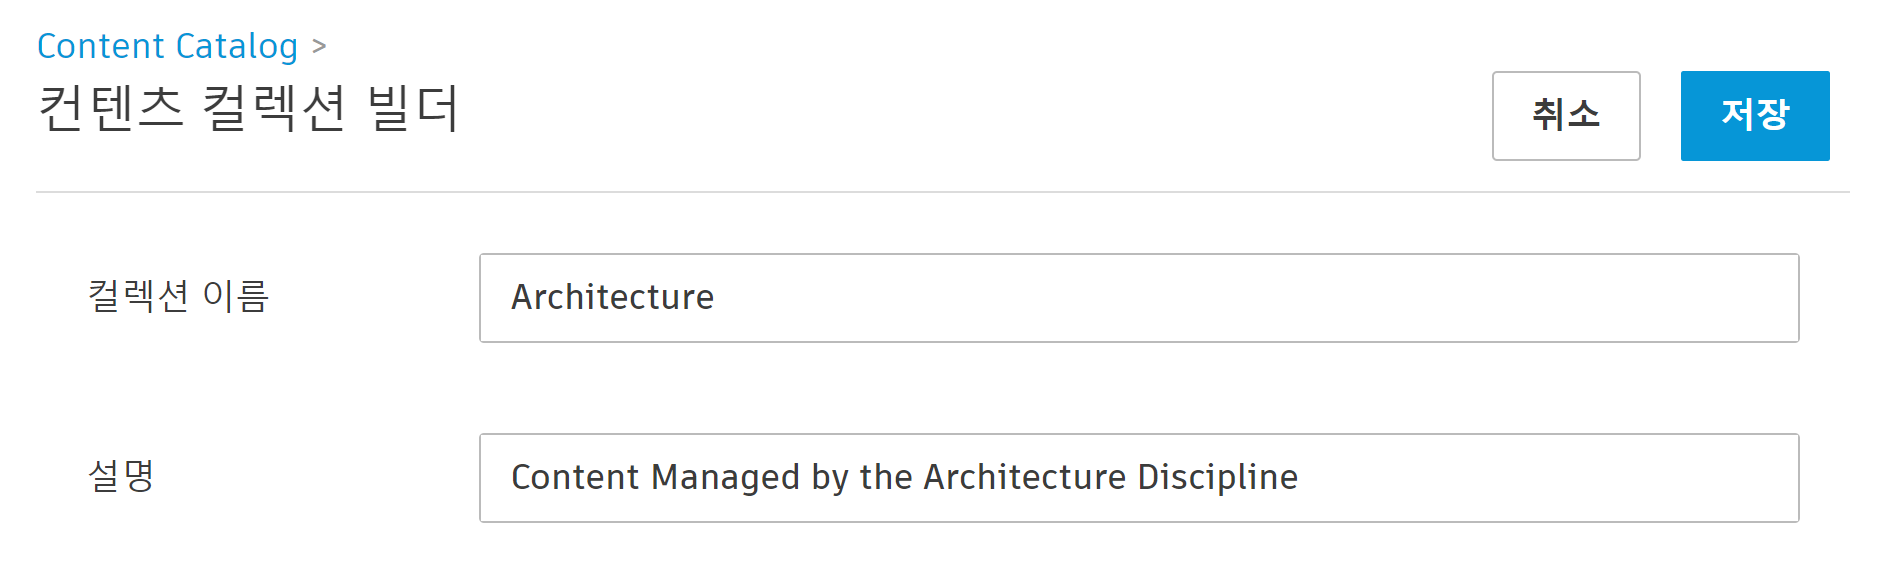 Content Catalog >
컨텐츠 컬렉션 빌더
취소
저장
컬렉션 이름
Architecture
설명
Content Managed by the Architecture Discipline